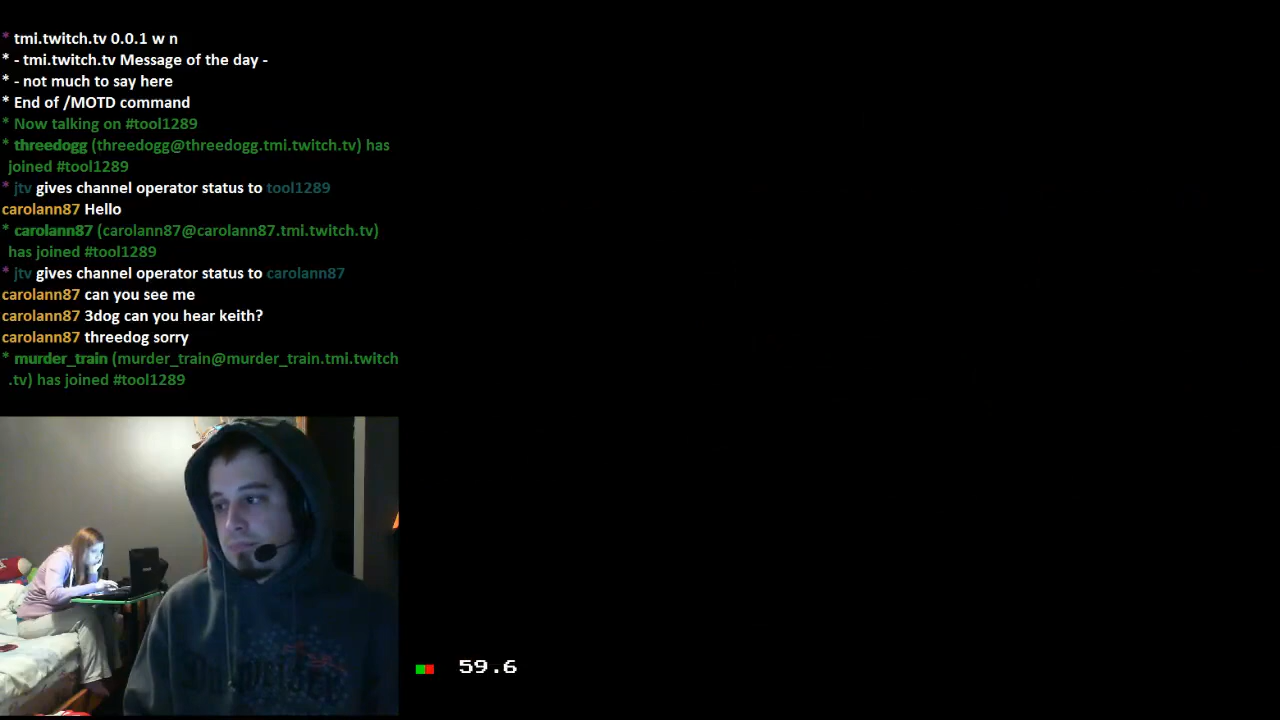 * tmi.twitch.tv 0.0.1 w n
* - tmi.twitch.tv Message of the day -
* - not much to say here
* End of /MOTD command
* Now talking on #tool1289
* threedogg (threedogg@threedogg.tmi.twitch.tv) has
joined #tool1289
* jtv gives channel operator status to tool1289
carolann87 Hello
* carolann87 (carolann87@carolann87.tmi.twitch.tv)
has joined #tool1289
* jtv gives channel operator status to carolann87
carolann87 can you see me
carolann87 3dog can you hear keith?
carolann87 threedog sorry
* murder_train (murder_train@murder_train.tmi.twitch
.tv) has joined #tool1289
59.6